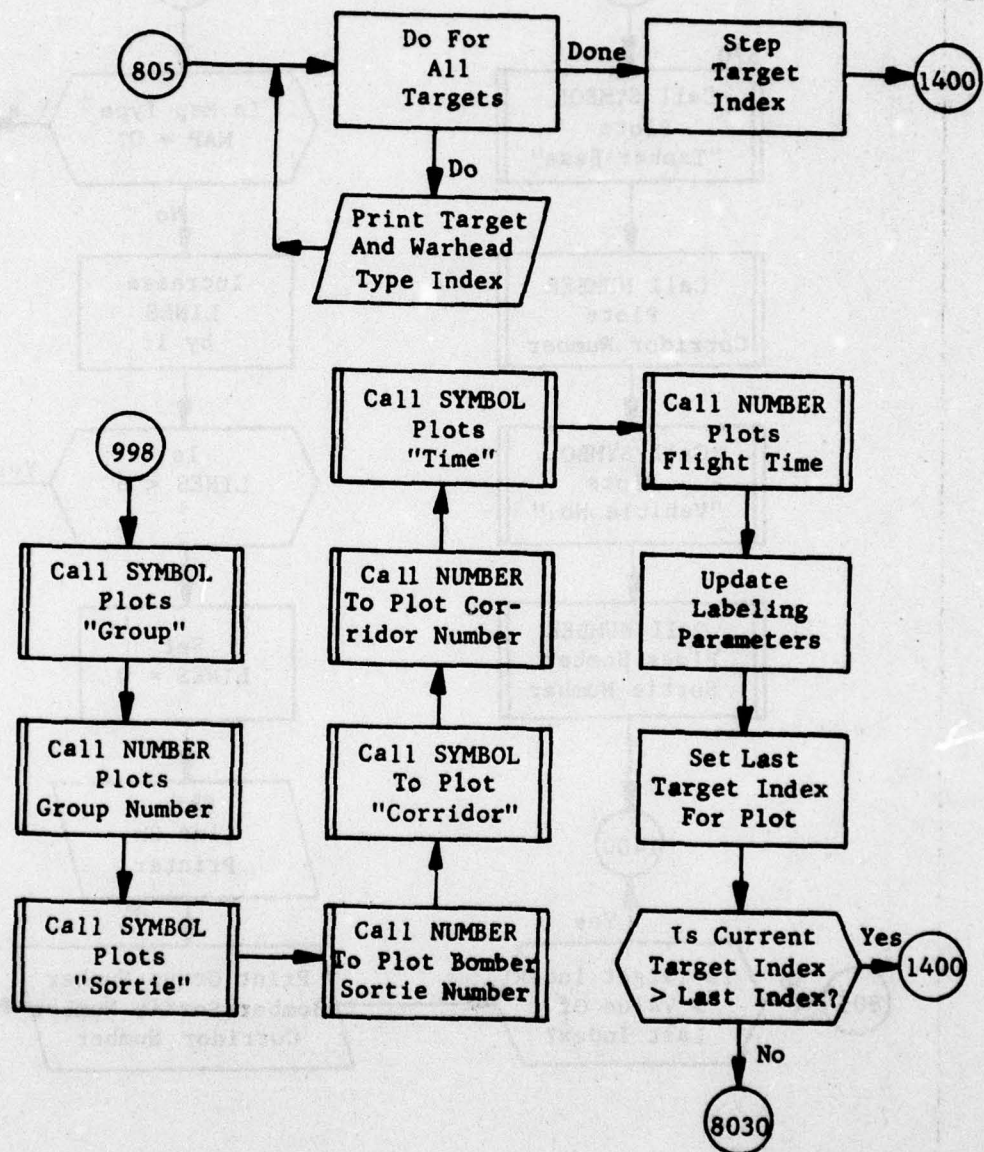 805
Do For
All
Targets
Done
Step
Target
Index
1400
Do
Print Target
And Warhead
Type Index
998
Call SYMBOL
Plots
"Group"
Call NUMBER
Plots
Group Number
Call SYMBOL
Plots
"Sortie"
Call NUMBER
To Plot Bomber
Sortie Number
Call SYMBOL
To Plot
"Corridor"
Call NUMBER
To Plot Cor-
ridor Number
Call SYMBOL
Plots
"Time"
Call NUMBER
Plots
Flight Time
Update
Labeling
Parameters
Set Last
Target Index
For Plot
Is Current
Target Index
> Last Index?
Yes
1400
No
8030